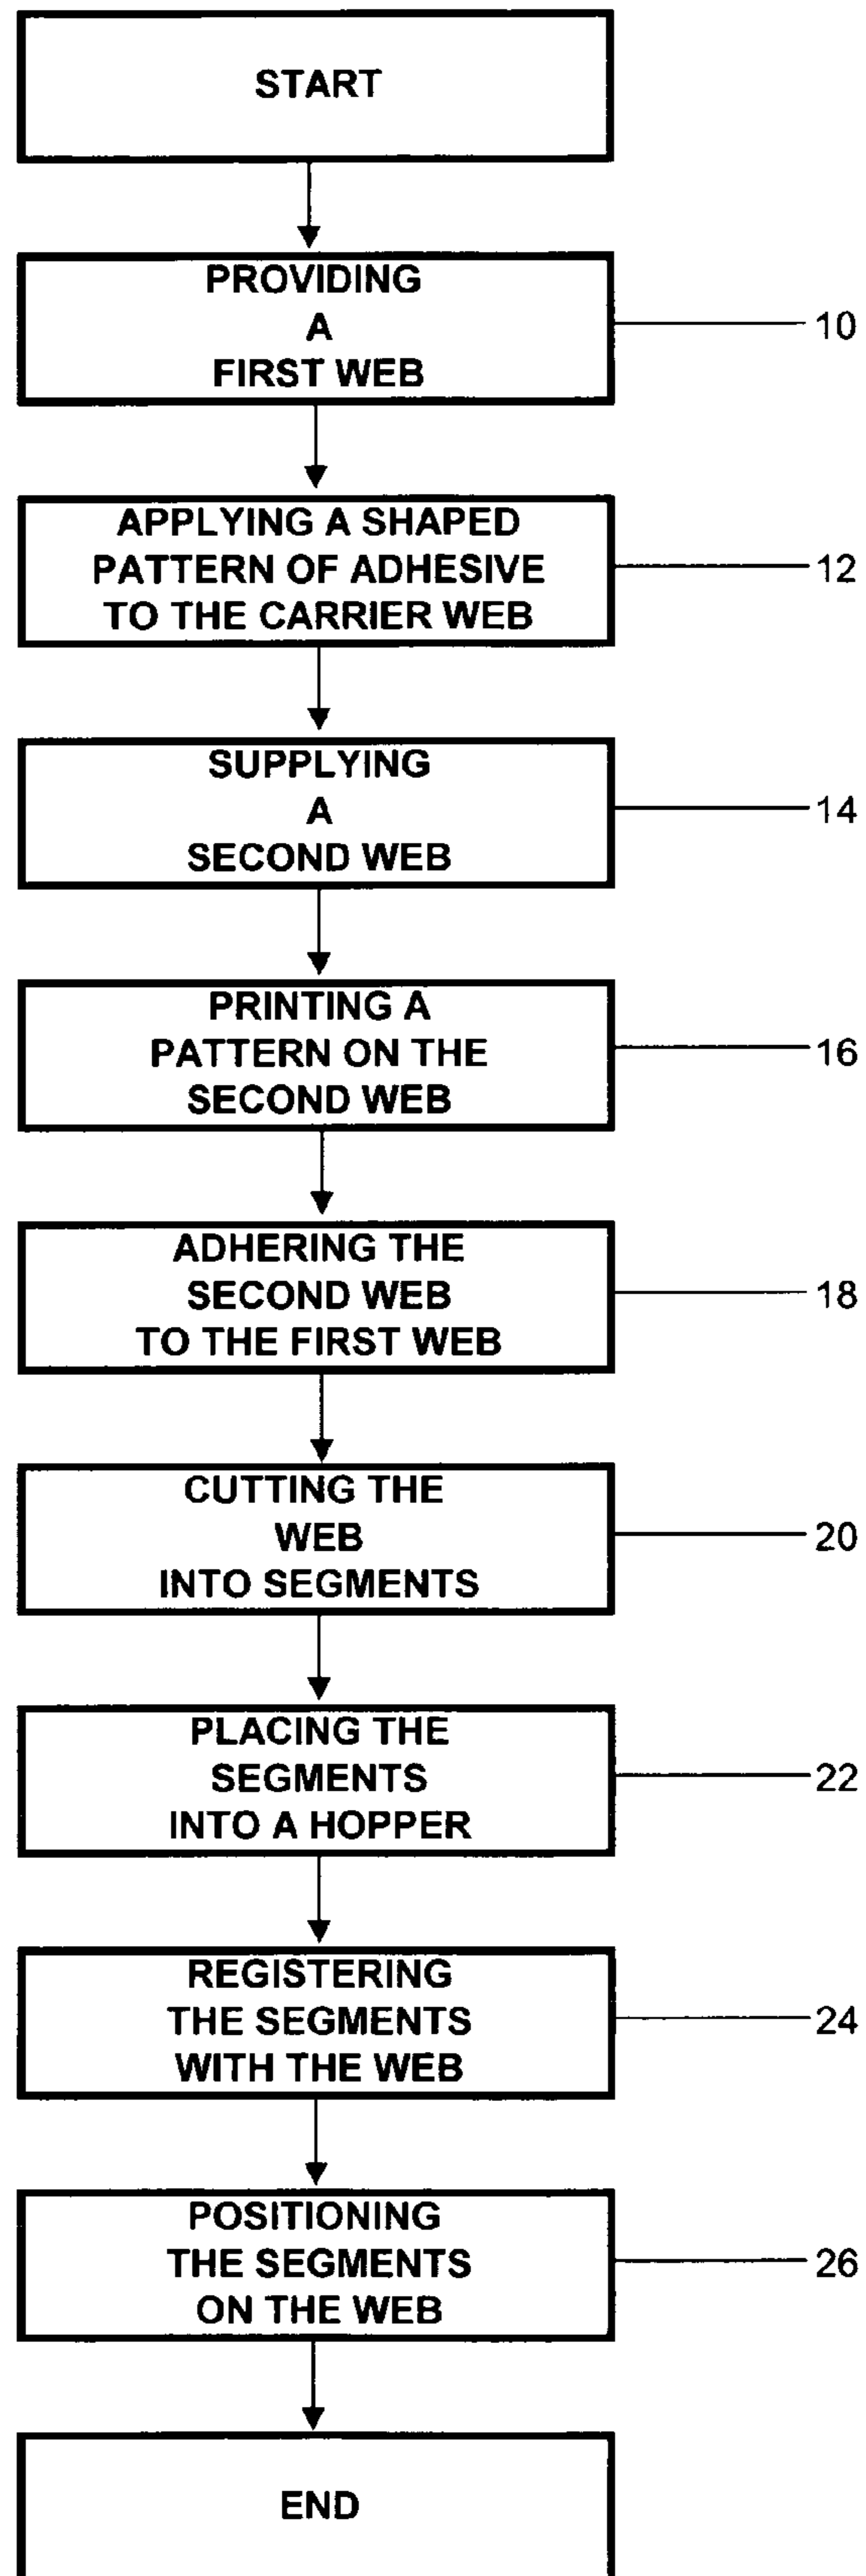 START
PROVIDING
A
FIRST WEB
10
APPLYING A SHAPED
PATTERN OF ADHESIVE
TO THE CARRIER WEB
12
SUPPLYING
A
SECOND WEB
14
PRINTING A
PATTERN ON THE
SECOND WEB
16
ADHERING THE
SECOND WEB
TO THE FIRST WEB
18
CUTTING THE
WEB
INTO SEGMENTS
20
PLACING THE
SEGMENTS
INTO A HOPPER
22
REGISTERING
THE SEGMENTS
WITH THE WEB
24
POSITIONING
THE SEGMENTS
ON THE WEB
26
END